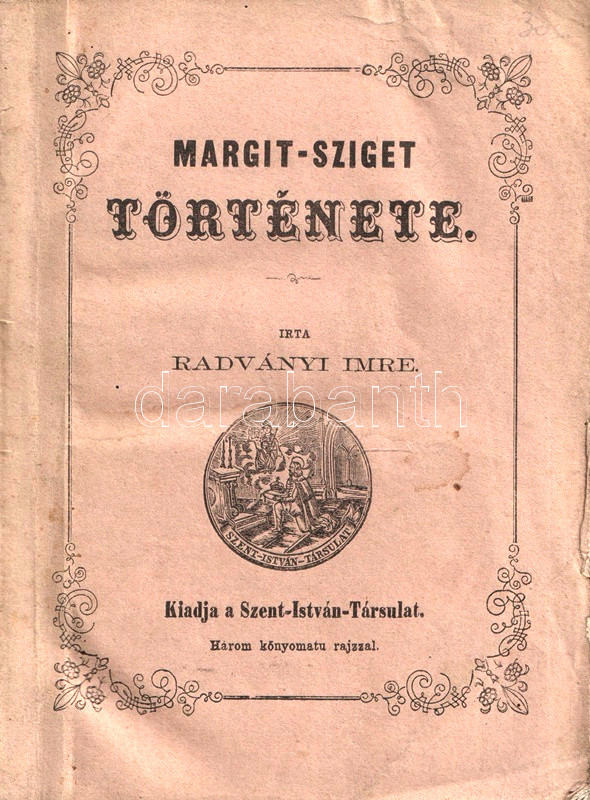 MARGIT-SZIGET
TÖRTÉNETE.
IRTA
RADVÁNYI IMRE.
darabanth
SZENT-ISTVÁN-TÁRSULAT
Kiadja a Szent-István-Társulat.
Három kőnyomatu rajzzal.